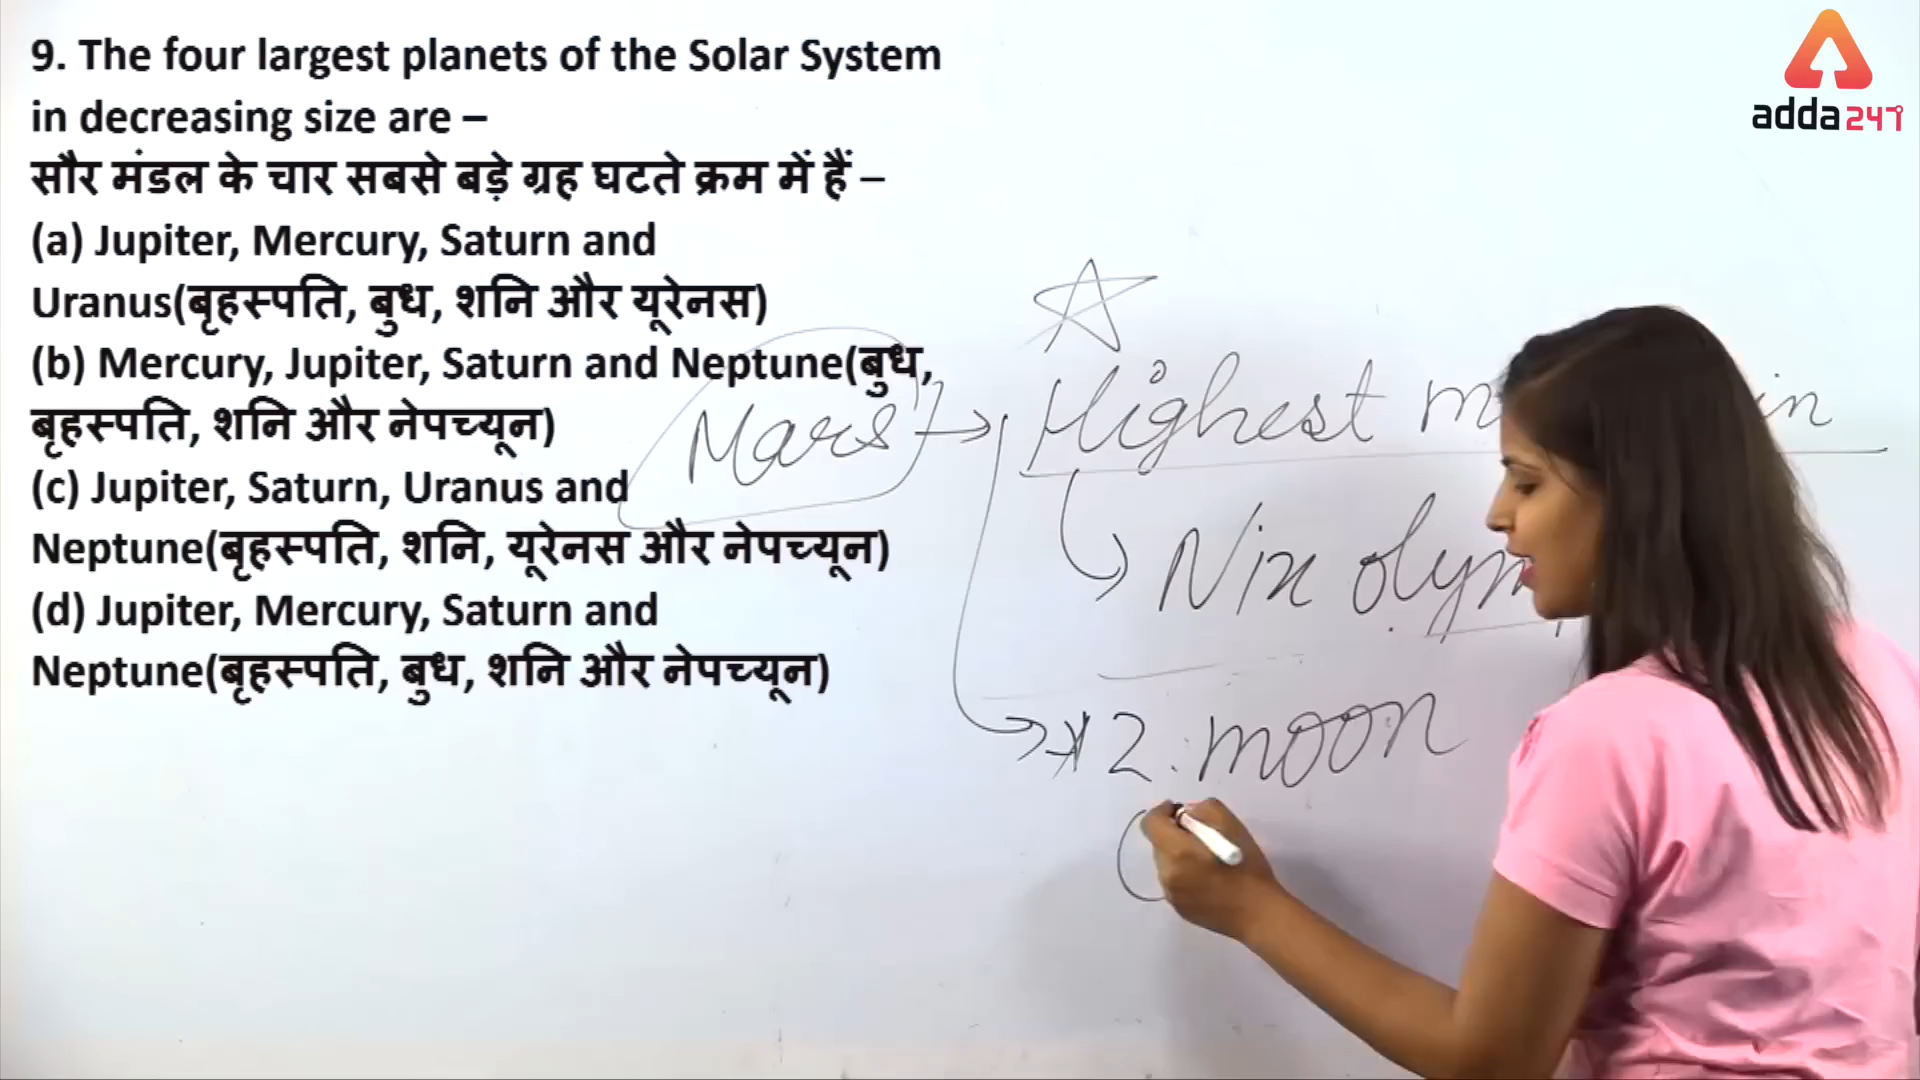 9. The four largest planets of the Solar System
in decreasing size are –
सौर मंडल के चार सबसे बड़े ग्रह घटते क्रम में हैं –
(a) Jupiter, Mercury, Saturn and
Uranus(बृहस्पति, बुध, शनि और यूरेनस)
(b) Mercury, Jupiter, Saturn and Neptune(बुध,
बृहस्पति, शनि और नेपच्यून)
(c) Jupiter, Saturn, Uranus and
Neptune(बृहस्पति, शनि, यूरेनस और नेपच्यून)
(d) Jupiter, Mercury, Saturn and
Neptune(बृहस्पति, बुध, शनि और नेपच्यून)
adda247
Mars → Highest
Nix
* 2 moon